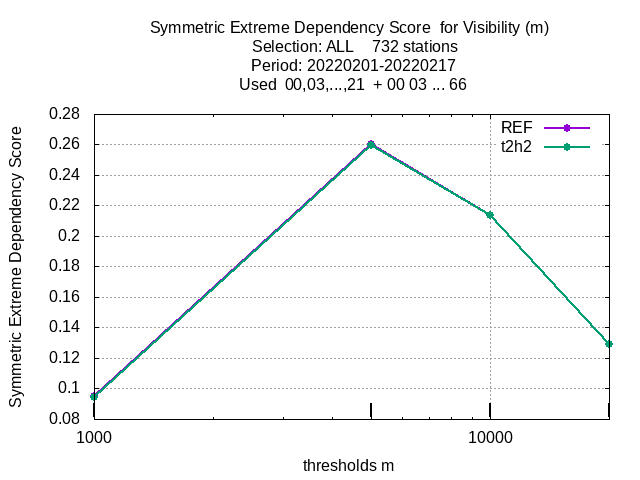 Symmetric Extreme Dependency Score for Visibility (m)
Selection: ALL 732 stations
Period: 20220201-20220217
Used 00,03,...,21 + 00 03 ... 66
Symmetric Extreme Dependency Score
0.28
0.26
0.24
0.22
0.2
0.18
0.16
0.14
0.12
0.1
0.08
REF
t2h2
1000
10000
thresholds m